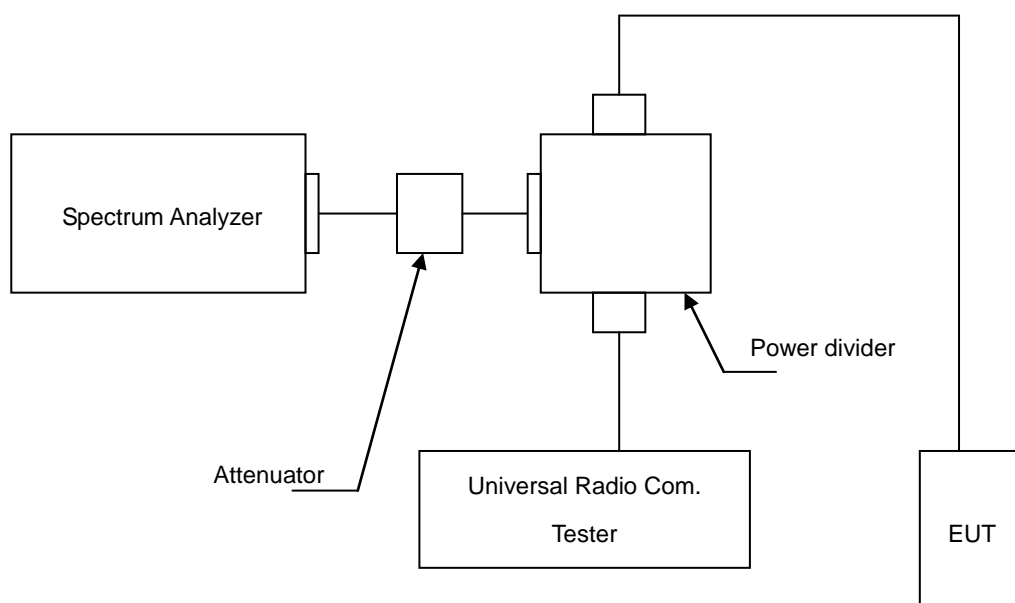 Spectrum Analyzer
Power divider
Attenuator
Universal Radio Com.
Tester
EUT